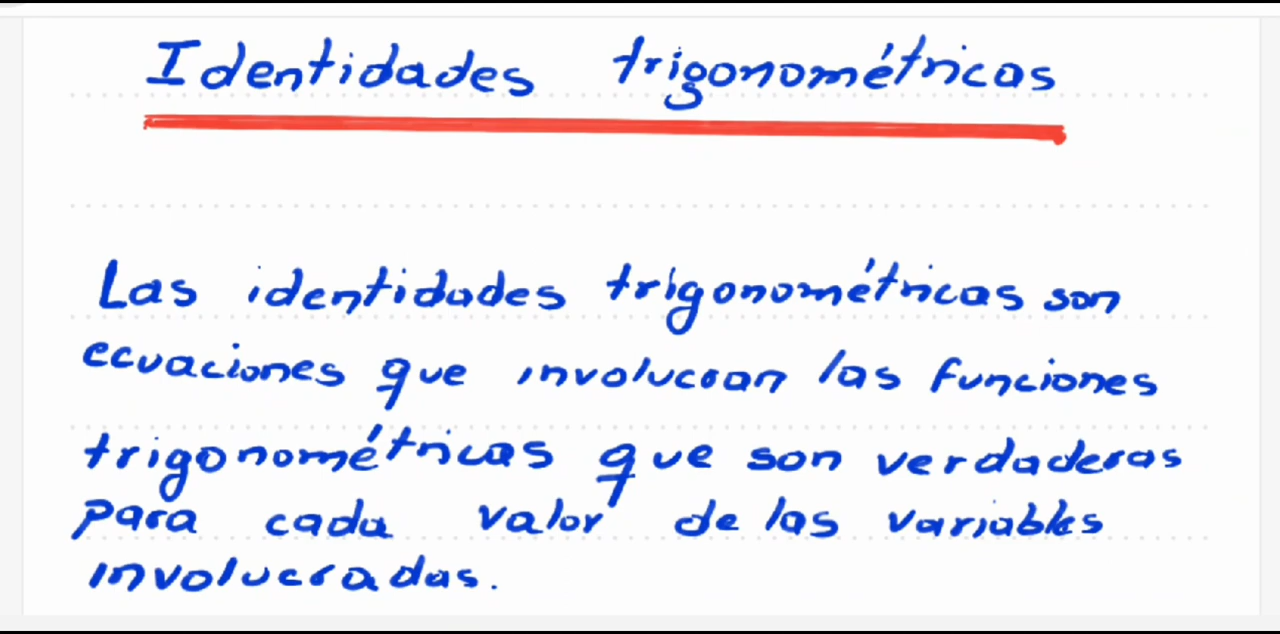 Identidades trigonométricas
Las identidades trigonométricas son
ecuaciones que involucran las funciones
trigonométricas que son verdaderas
para cada valor de las variables
involucradas.